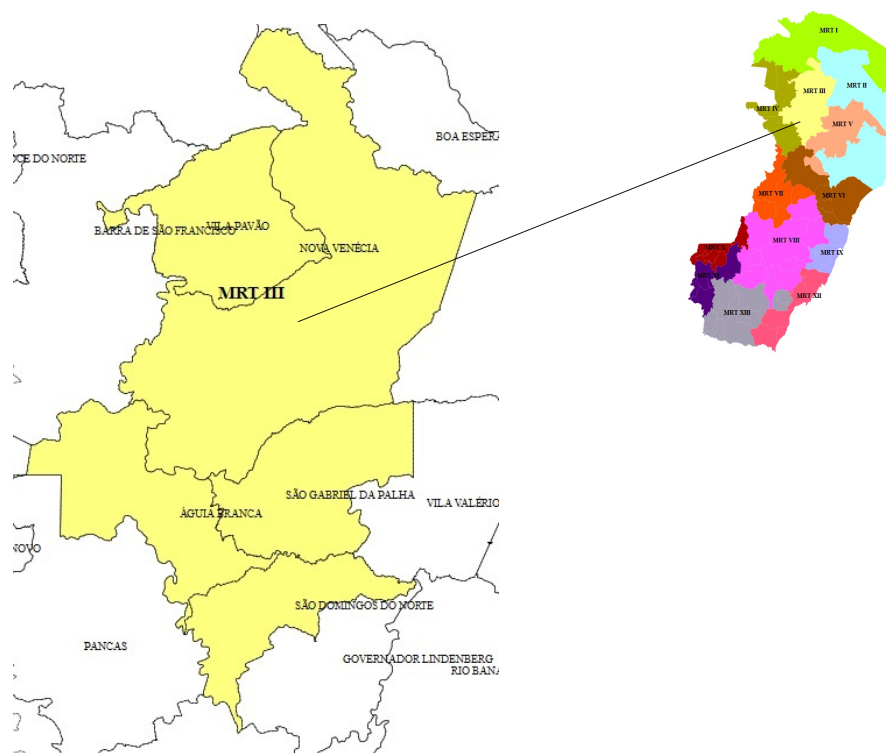 BOA ESPERA
CE DO NORTE
BARRA DE SÃO FRANCISCO
VILA PAVÃO
NOVA VENÉCIA
MRT III
SÃO GABRIEL DA PALHA
VILA VALÉRIO
ÁGUIA BRANCA
NOVO
SÃO DOMINGOS DO NORTE
PANCAS
GOVERNADOR LINDENBERG
RIO BANA
MRT I
MRT II
MRT III
MRT IV
MRT V
MRT VI
MRT VII
MRT VIII
MRT IX
MRT XII
MRT XIII